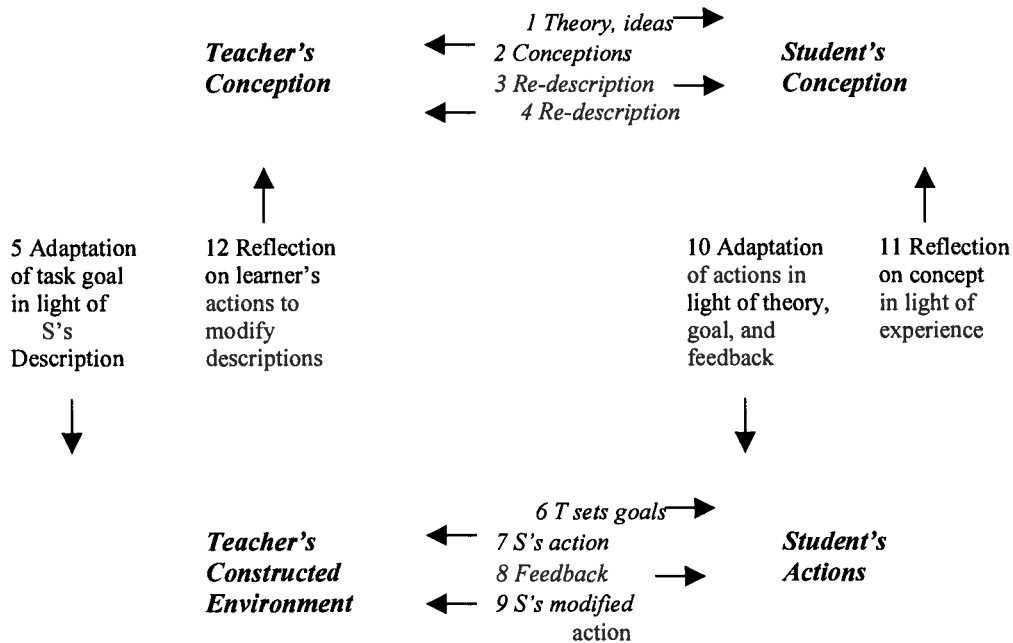 1 Theory, ideas
Teacher's
Conception
2 Conceptions
3 Re-description
4 Re-description
Student's
Conception
5 Adaptation
of task goal
in light of
S's
Description
12 Reflection
on learner's
actions to
modify
descriptions
10 Adaptation
of actions in
light of theory,
goal, and
feedback
11 Reflection
on concept
in light of
experience
6 T sets goals
Teacher's
Constructed
Environment
7 S's action
8 Feedback
9 S's modified
action
Student's
Actions